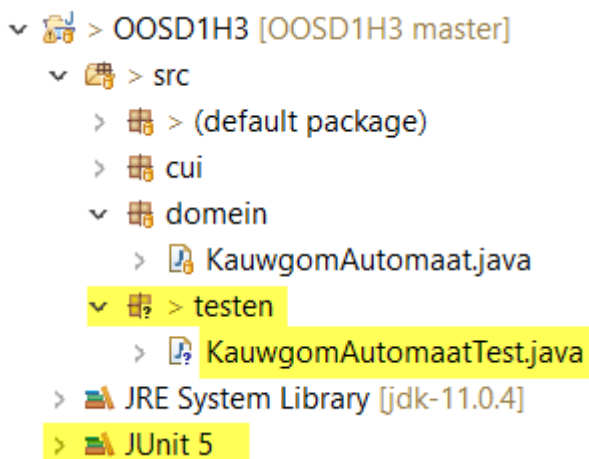 > OOSD1H3 [OOSD1H3 master]
> src
> (default package)
cui
domein
KauwgomAutomaat.java
> testen
KauwgomAutomaatTest.java
JRE System Library [jdk-11.0.4]
JUnit 5